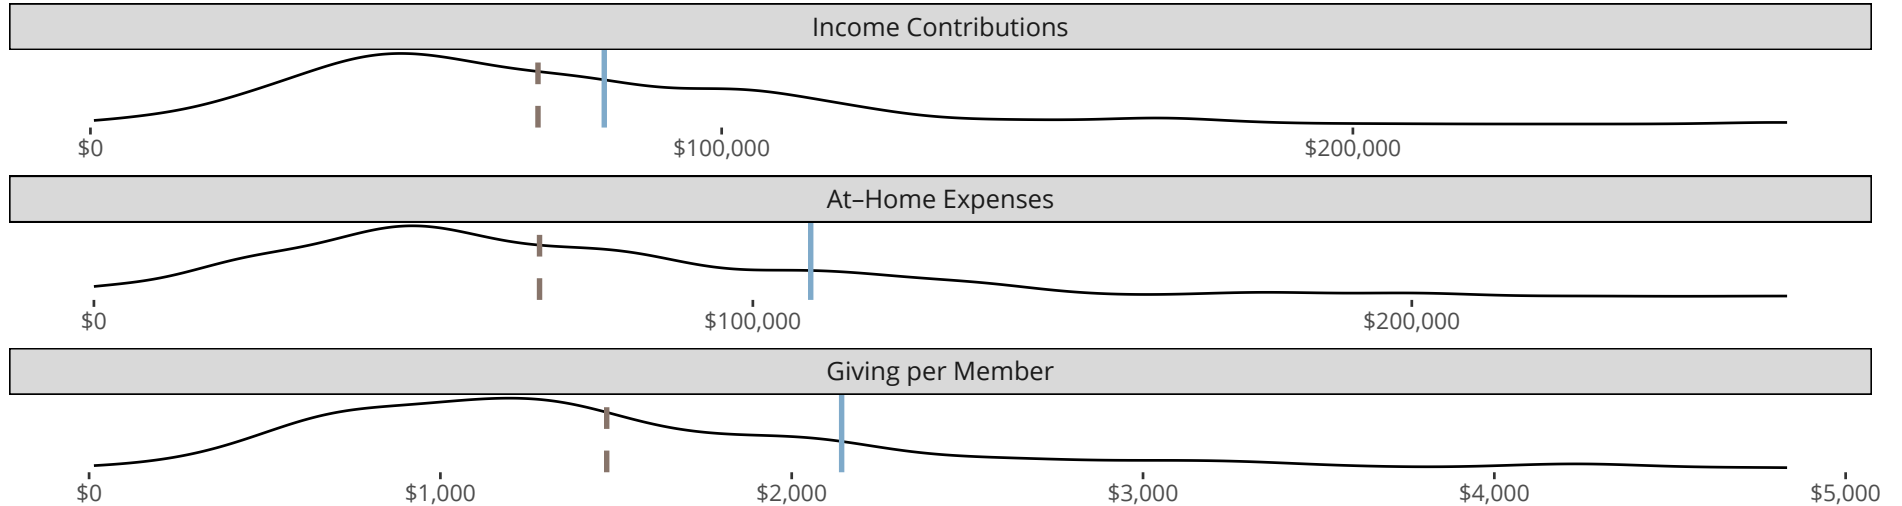 Income Contributions
$0 $100,000 $200,000
At–Home Expenses
$0 $100,000 $200,000
Giving per Member
$0 $1,000 $2,000 $3,000 $4,000 $5,000